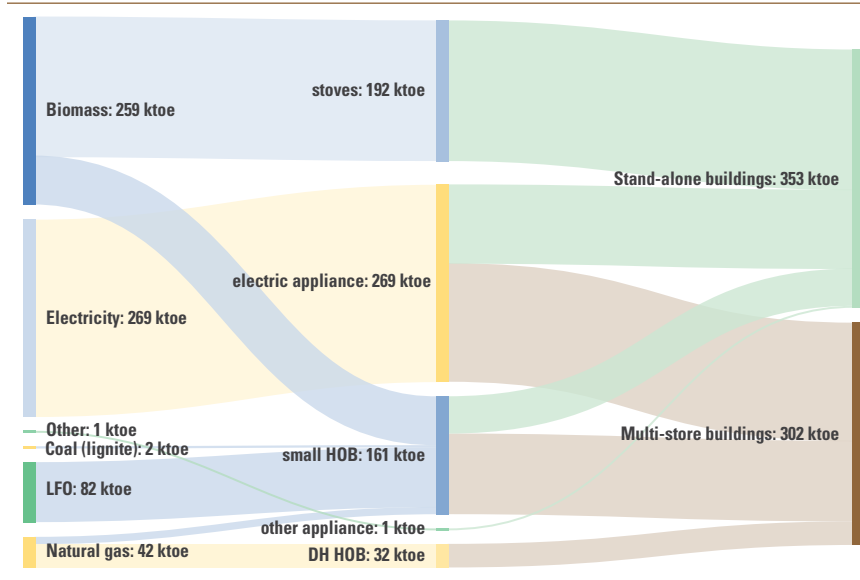 Biomass: 259 ktoe
Electricity: 269 ktoe
Other: 1 ktoe
Coal (lignite): 2 ktoe
LFO: 82 ktoe
Natural gas: 42 ktoe
stoves: 192 ktoe
electric appliance: 269 ktoe
small HOB: 161 ktoe
other appliance: 1 ktoe
DH HOB: 32 ktoe
Stand-alone buildings: 353 ktoe
Multi-store buildings: 302 ktoe